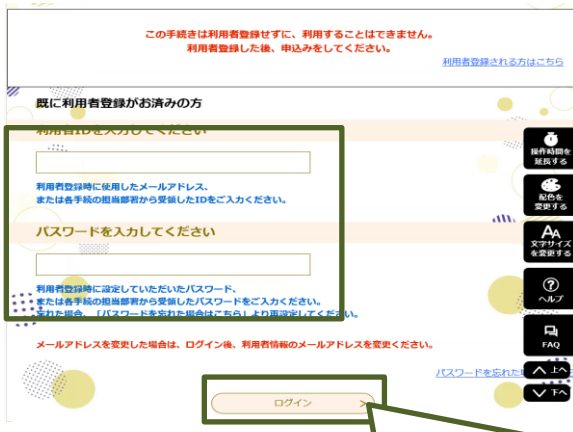 この手続きは利用者登録せずに、利用することはできません。
利用者登録した後、申込みをしてください。
利用者登録される方はこちら
既に利用者登録がお済みの方
利用者IDを入力してください
利用者登録時に使用したメールアドレス、
または各手続の担当部署から受領したIDをご入力ください。
パスワードを入力してください
利用者登録時に設定していただいたパスワード、
または各手続の担当部署から受領したパスワードをご入力ください。
忘れた場合、「パスワードを忘れた場合はこちら」より再設定してください。
メールアドレスを変更した場合は、ログイン後、利用者情報のメールアドレスを変更ください。
パスワードを忘れた
ログイン
操作時間を
延長する
配色を
変更する
AA
文字サイズ
を変更する
?
ヘルプ
FAQ
上へ
下へ